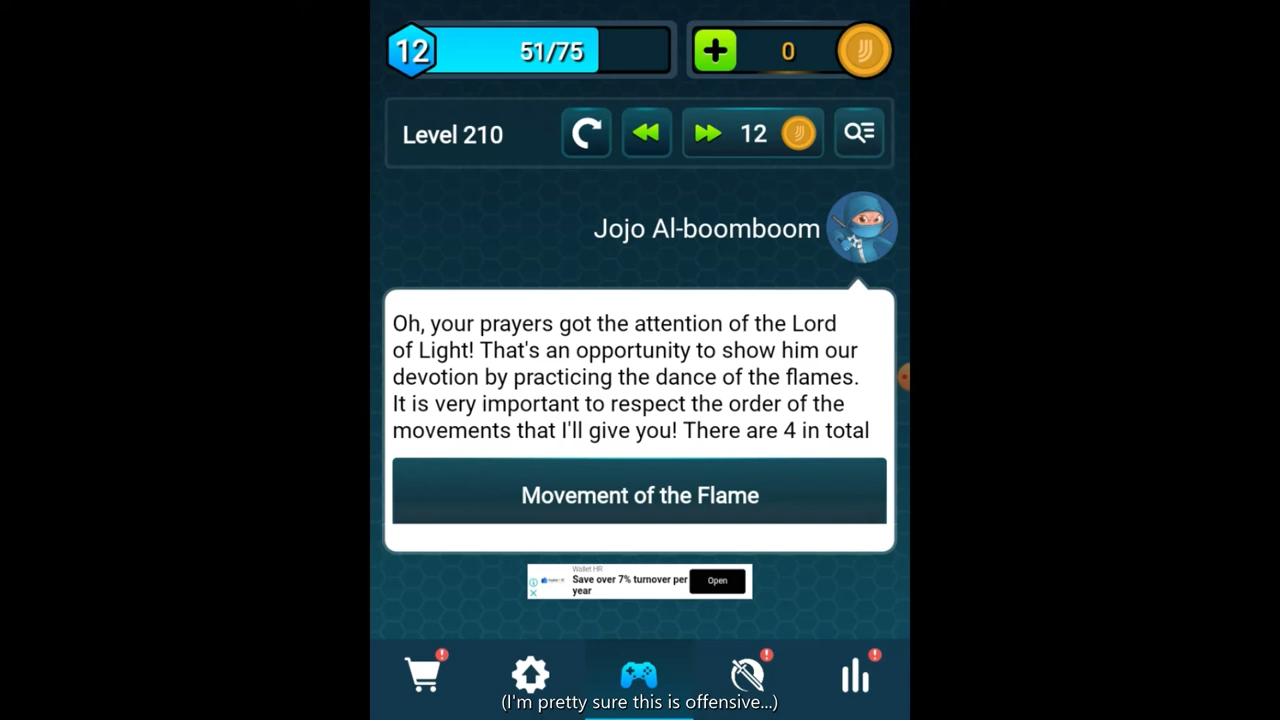 12
51/75
0
Level 210
12
Jojo Al-boomboom
Oh, your prayers got the attention of the Lord
of Light! That's an opportunity to show him our
devotion by practicing the dance of the flames.
It is very important to respect the order of the
movements that I'll give you! There are 4 in total
Movement of the Flame
Wallet HR
Save over 7% turnover per
year
Open
(I'm pretty sure this is offensive...)